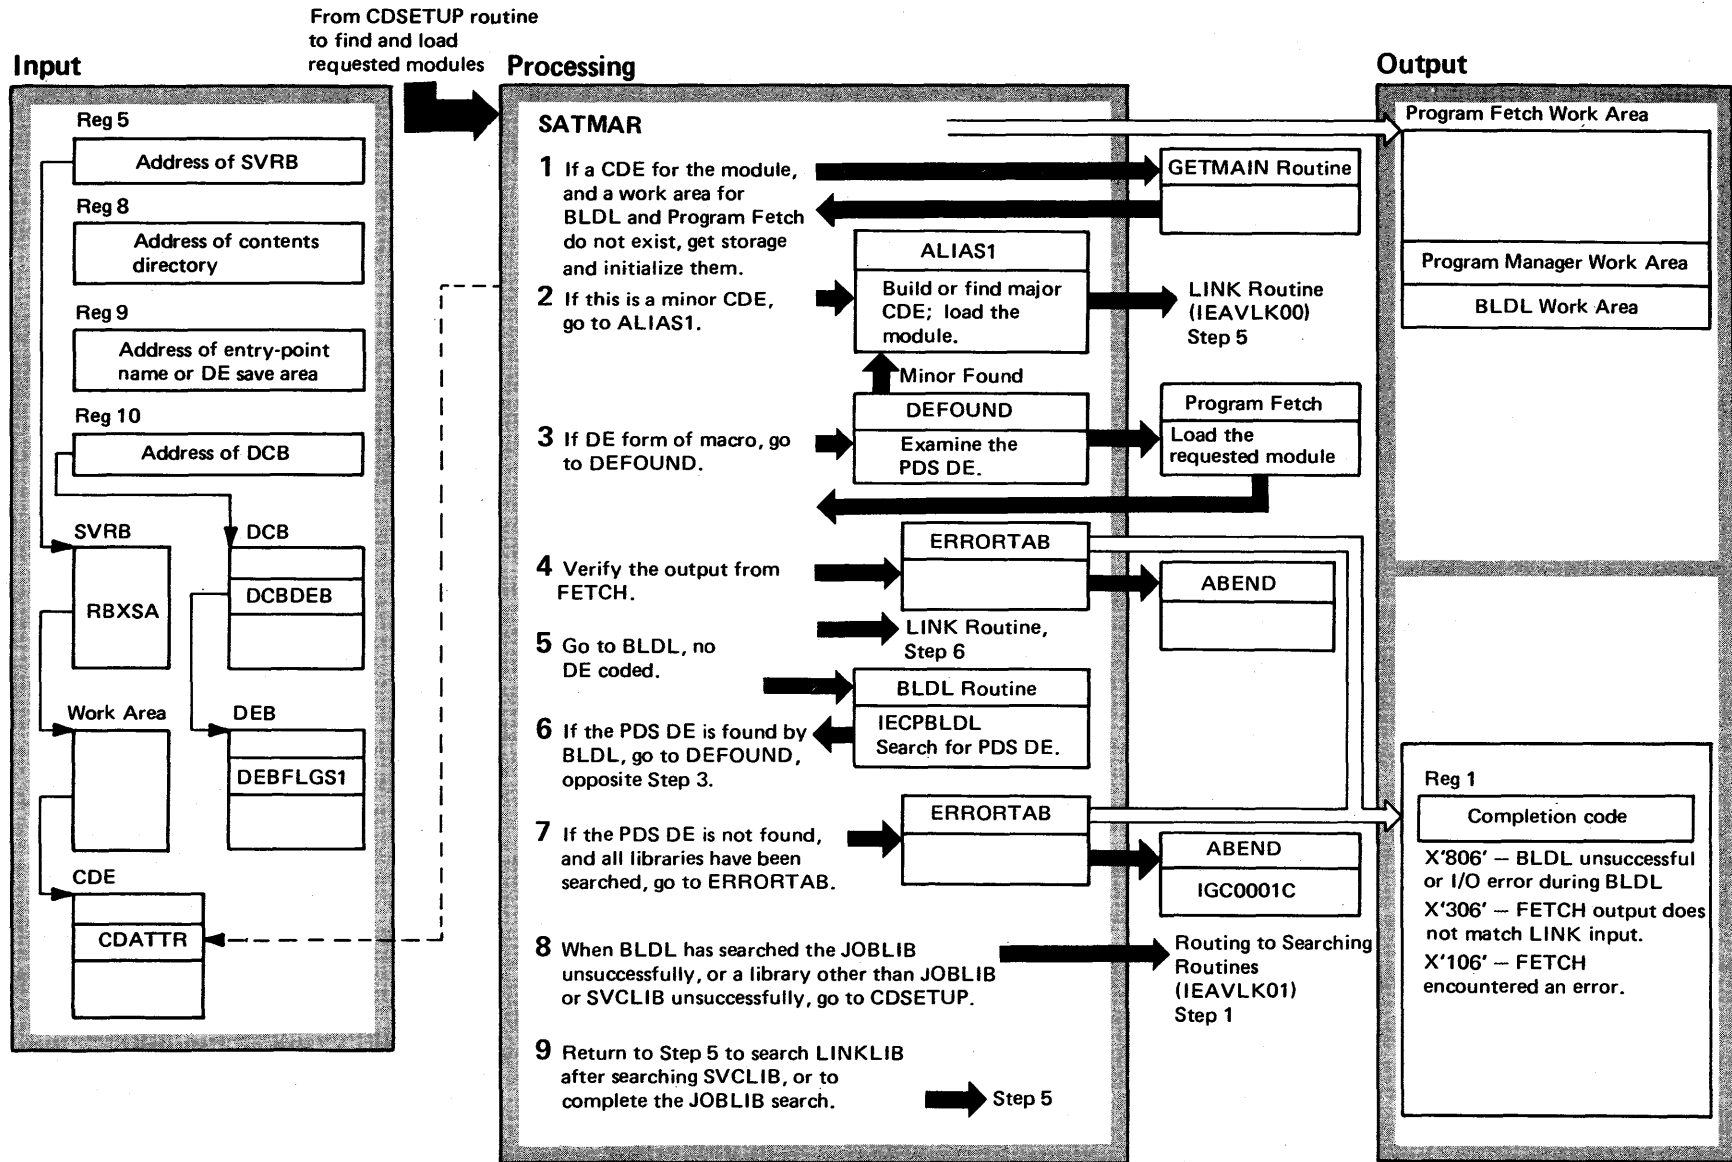 From CDSETUP routine
to find and load
requested modules
Input
Reg 5
Address of SVRB
Reg 8
Address of contents
directory
Reg 9
Address of entry-point
name or DE save area
Reg 10
Address of DCB
SVRB
RBXSA
DCB
DCBDEB
Work Area
DEB
DEBFLGS1
CDE
CDATTR
Processing
SATMAR
1 If a CDE for the module,
and a work area for
BLDL and Program Fetch
do not exist, get storage
and initialize them.
GETMAIN Routine
2 If this is a minor CDE,
go to ALIAS1.
ALIAS1
Build or find major
CDE; load the
module.
LINK Routine
(IEAVLK00)
Step 5
Minor Found
3 If DE form of macro, go
to DEFOUND.
DEFOUND
Examine the
PDS DE.
Program Fetch
Load the
requested module
4 Verify the output from
FETCH.
ERRORTAB
ABEND
LINK Routine,
Step 6
5 Go to BLDL, no
DE coded.
BLDL Routine
IECPBLDL
Search for PDS DE.
6 If the PDS DE is found by
BLDL, go to DEFOUND,
opposite Step 3.
7 If the PDS DE is not found,
and all libraries have been
searched, go to ERRORTAB.
ERRORTAB
ABEND
IGC0001C
8 When BLDL has searched the JOBLIB
unsuccessfully, or a library other than JOBLIB
or SVCLIB unsuccessfully, go to CDSETUP.
Routing to Searching
Routines
(IEAVLK01)
Step 1
9 Return to Step 5 to search LINKLIB
after searching SVCLIB, or to
complete the JOBLIB search.
Step 5
Output
Program Fetch Work Area
Program Manager Work Area
BLDL Work Area
Reg 1
Completion code
X'806' — BLDL unsuccessful
or I/O error during BLDL
X'306' — FETCH output does
not match LINK input.
X'106' — FETCH
encountered an error.